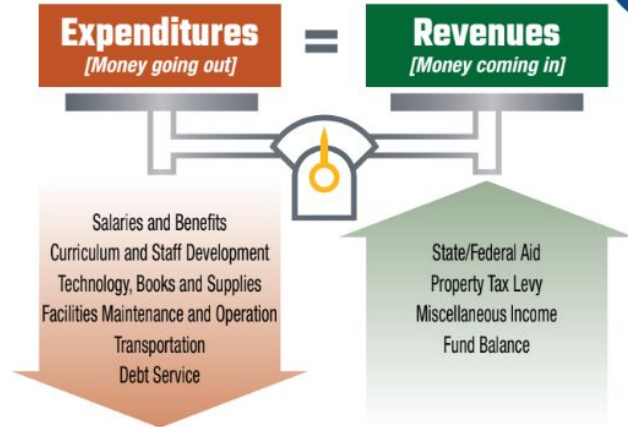 Expenditures
[Money going out]
=
Revenues
[Money coming in]
Salaries and Benefits
Curriculum and Staff Development
Technology, Books and Supplies
Facilities Maintenance and Operation
Transportation
Debt Service
State/Federal Aid
Property Tax Levy
Miscellaneous Income
Fund Balance